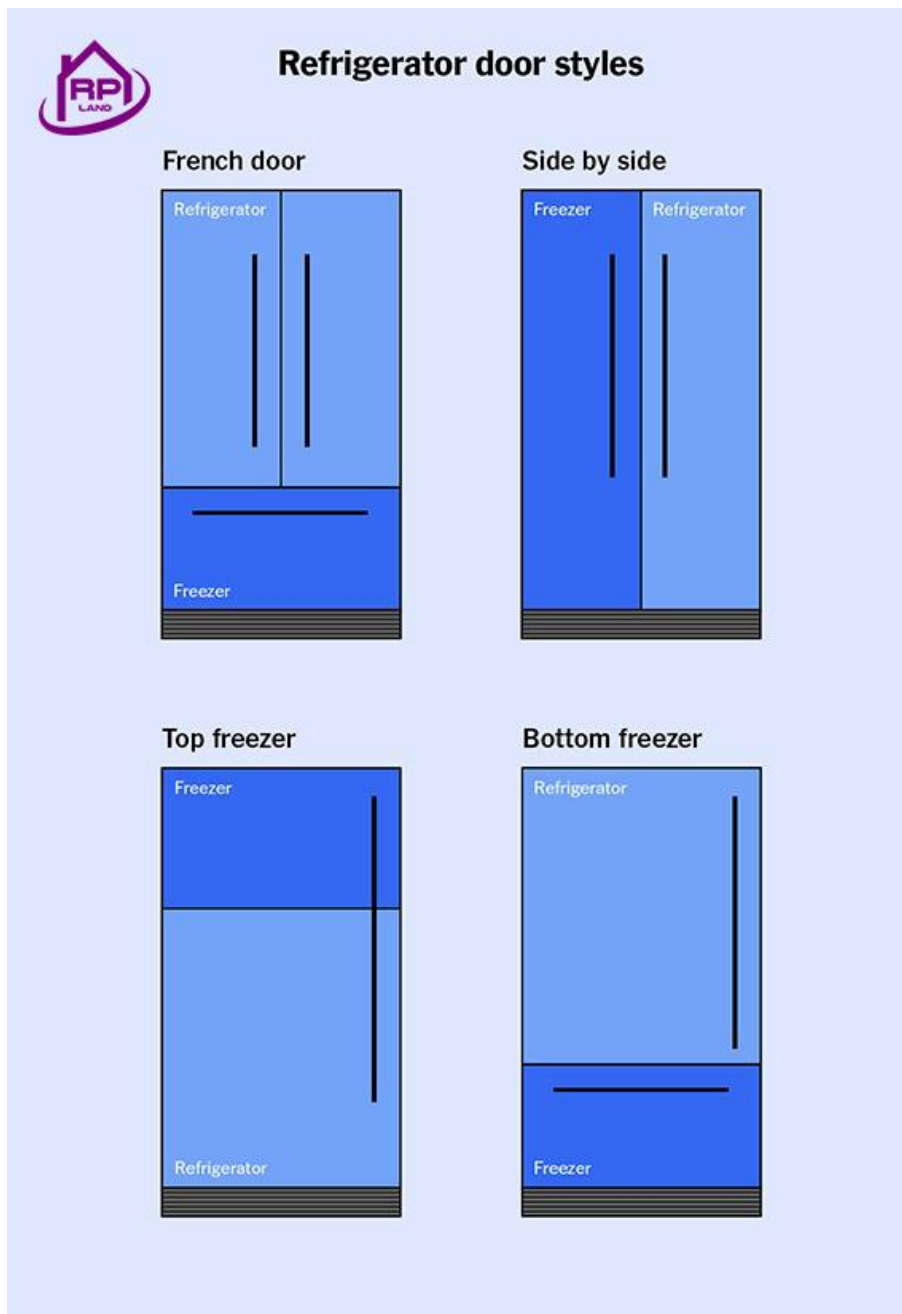 RP
LAND
Refrigerator door styles
French door
Refrigerator
Freezer
Side by side
Freezer
Refrigerator
Top freezer
Freezer
Refrigerator
Bottom freezer
Refrigerator
Freezer